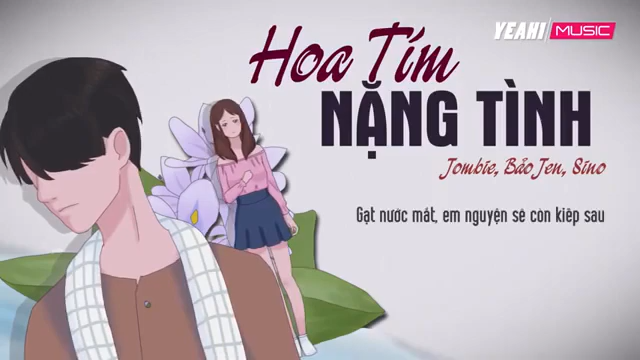 YEAH1 MUSIC
Hoa Tím
NẶNG TÌNH
Jombie, Bảo Jen, Sino
Gạt nước mắt, em nguyện sẽ còn kiếp sau